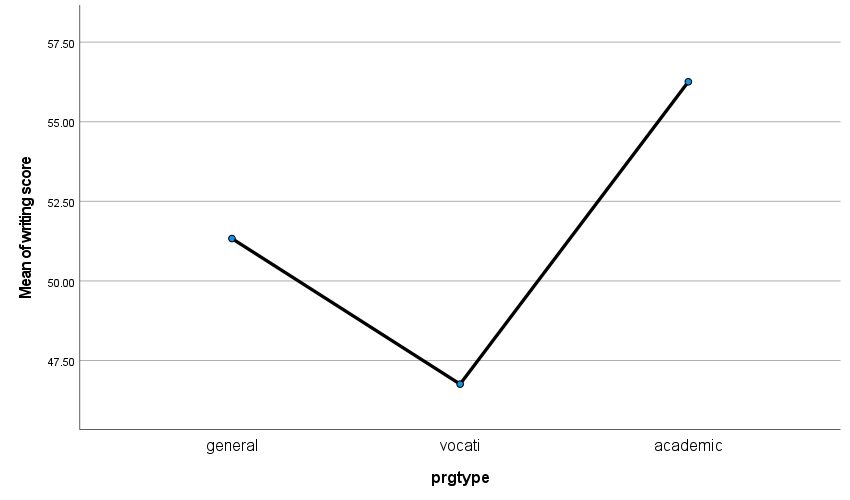 57.50
55.00
52.50
50.00
47.50
Mean of writing score
general
vocati
academic
prgtype